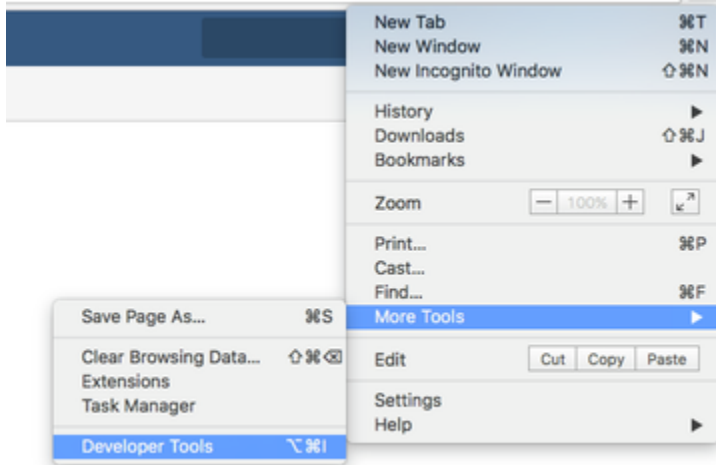 New Tab ⌘T
New Window ⌘N
New Incognito Window ⇧⌘N
History ▶
Downloads ⇧⌘J
Bookmarks ▶
Zoom − 100% +
Print... ⌘P
Cast...
Find... ⌘F
More Tools ▶
Edit Cut Copy Paste
Settings
Help ▶
Save Page As... ⌘S
Clear Browsing Data... ⇧⌘⌫
Extensions
Task Manager
Developer Tools ⌥⌘I